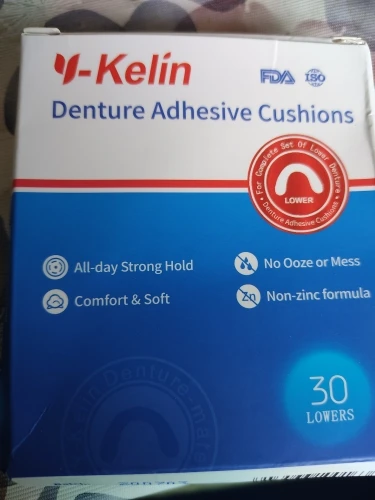 Y-Kelin
FDA ISO
Denture Adhesive Cushions
For Complete Set Of Lower Denture
LOWER
Denture Adhesive Cushions
All-day Strong Hold
No Ooze or Mess
Comfort & Soft
Zn Non-zinc formula
30
LOWERS